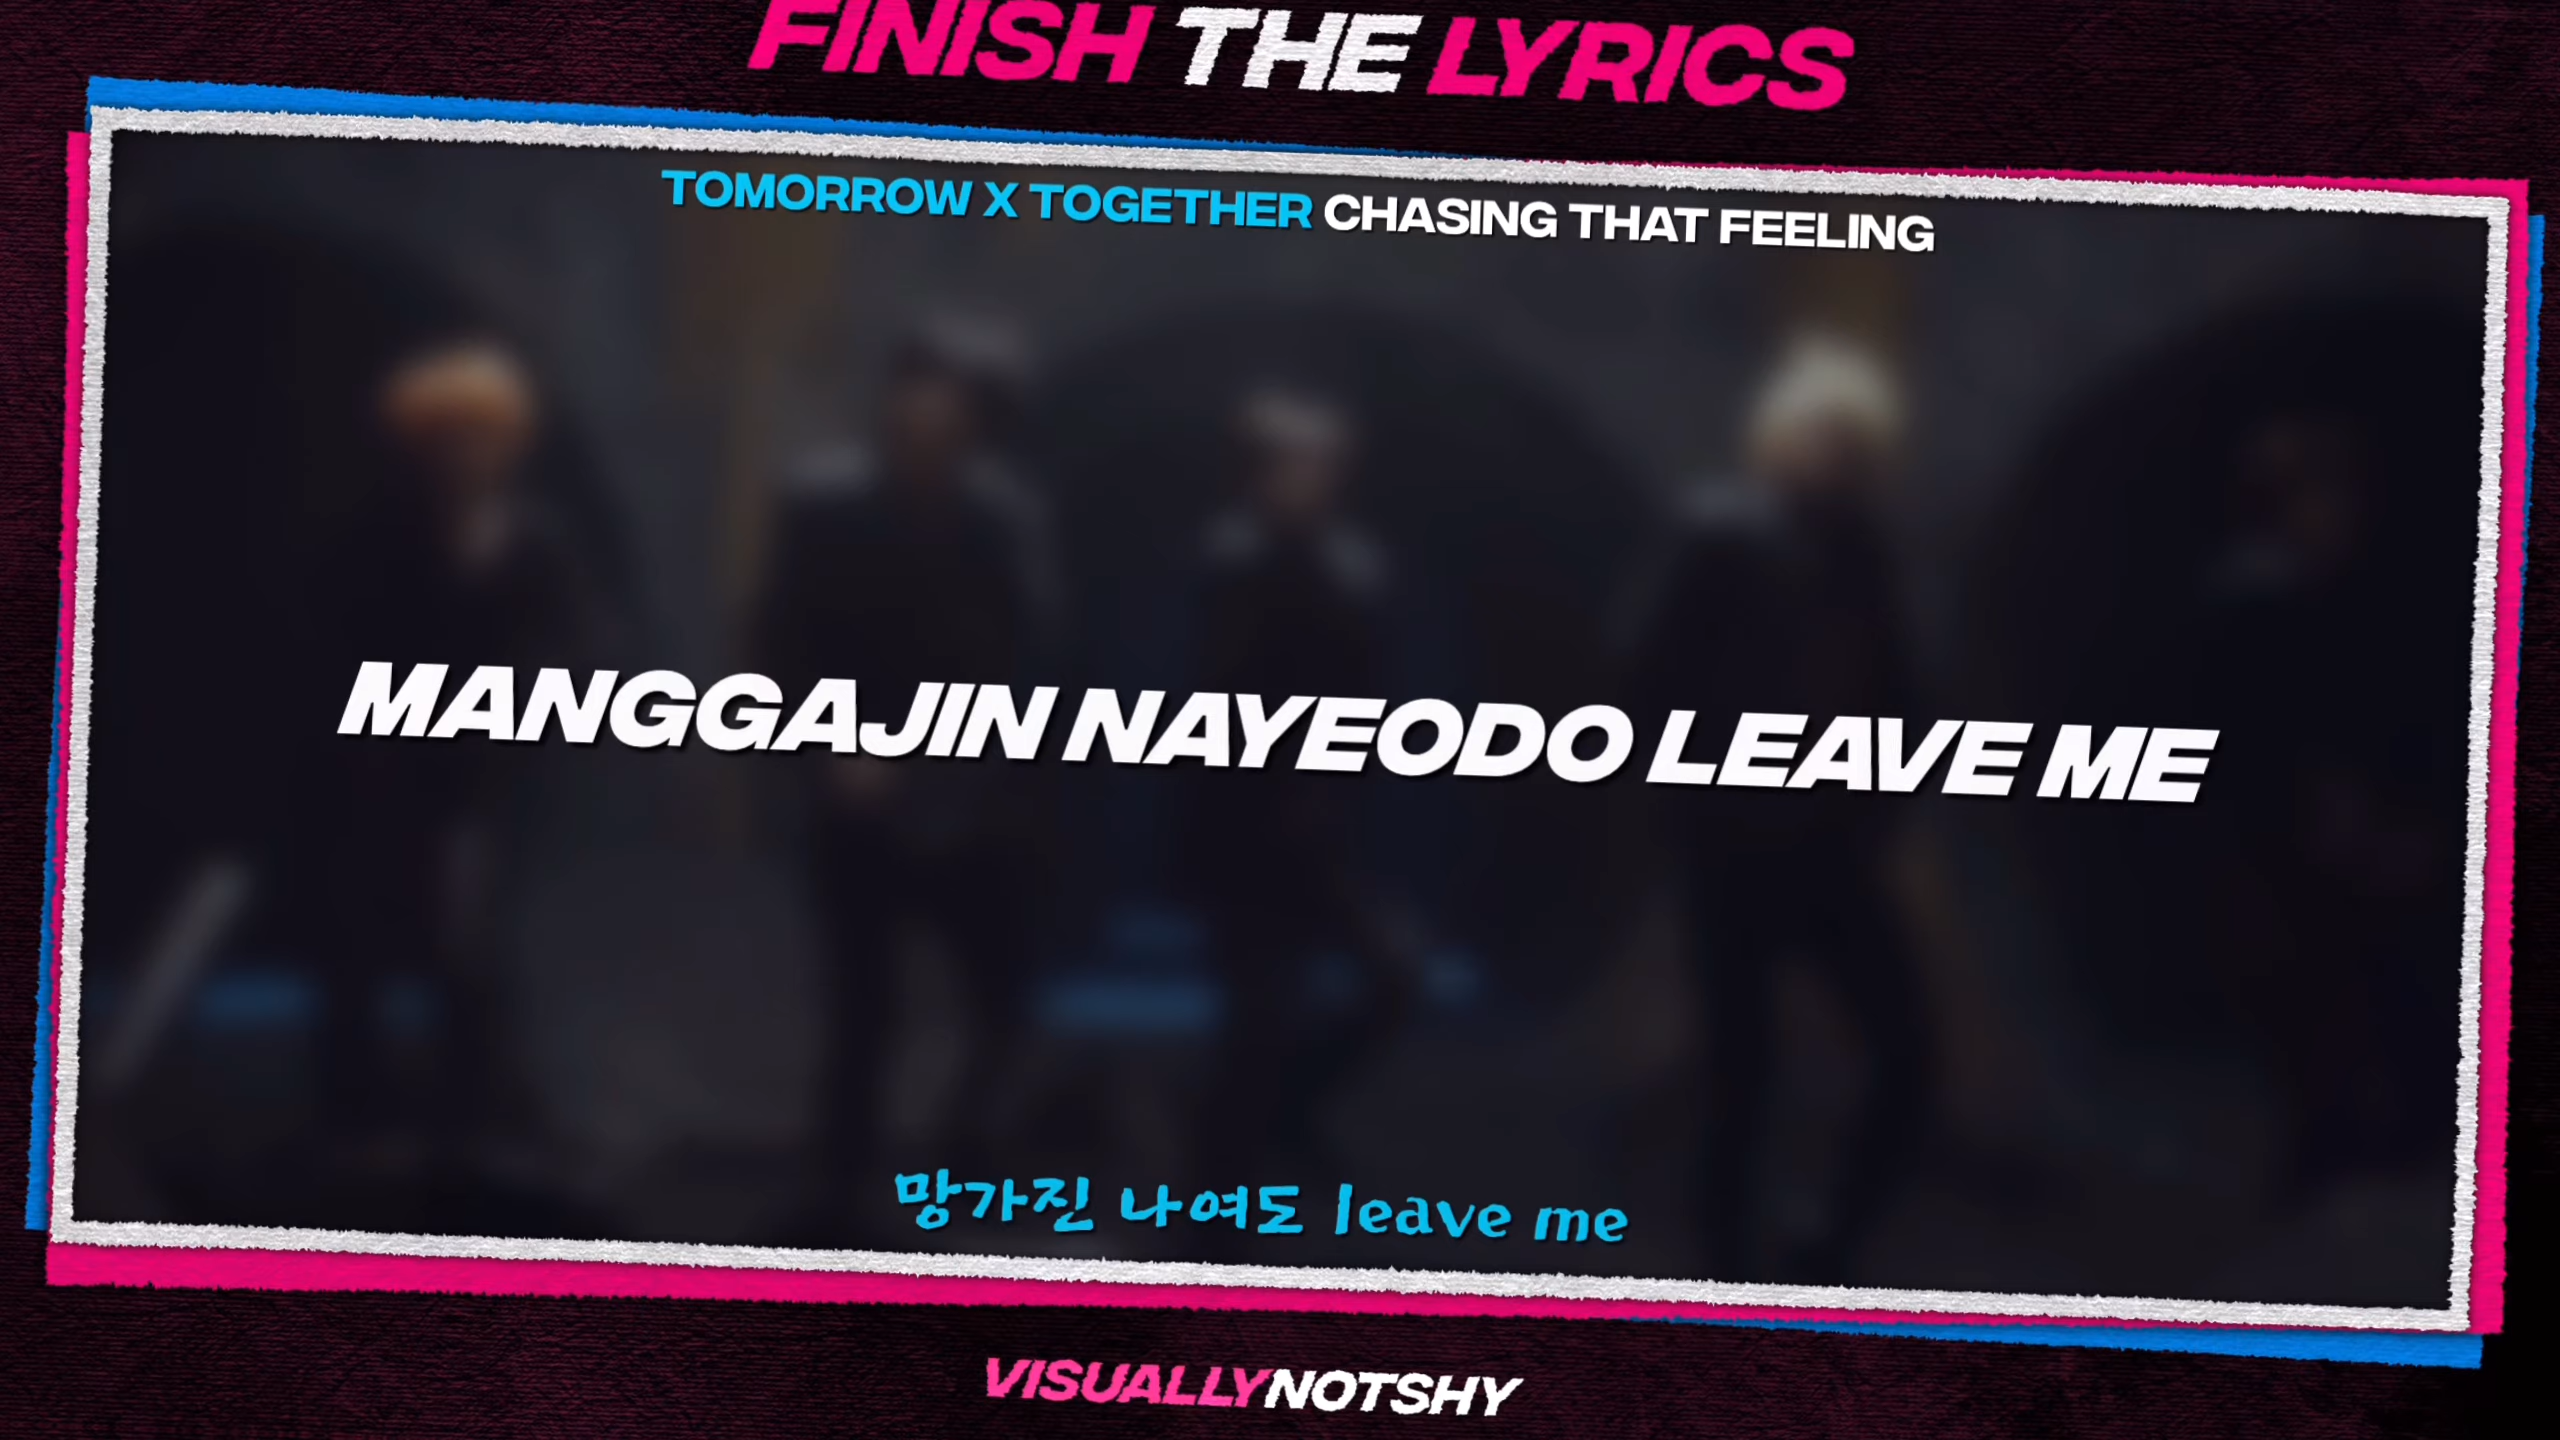 FINISH THE LYRICS
TOMORROW X TOGETHER CHASING THAT FEELING
MANGGAJIN NAYEODO LEAVE ME
망가진 나여도 leave me
VISUALLYNOTSHY